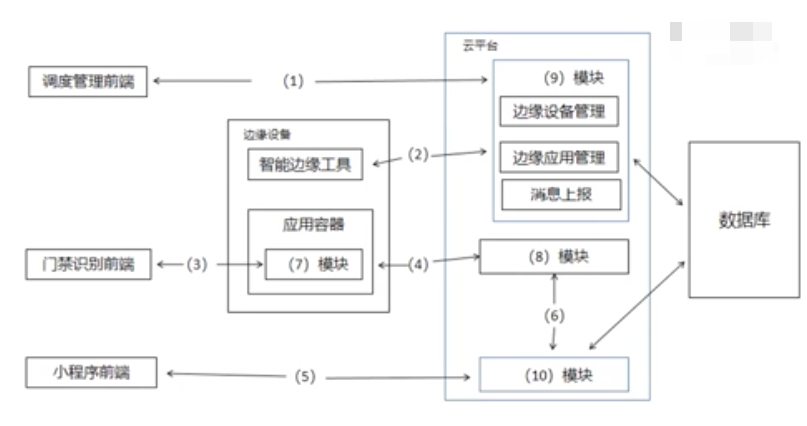 云平台
调度管理前端
(1)
(9)模块
边缘设备管理
边缘设备
智能边缘工具
(2)
边缘应用管理
消息上报
数据库
应用容器
门禁识别前端
(3)
(7)模块
(4)
(8)模块
(6)
小程序前端
(5)
(10)模块